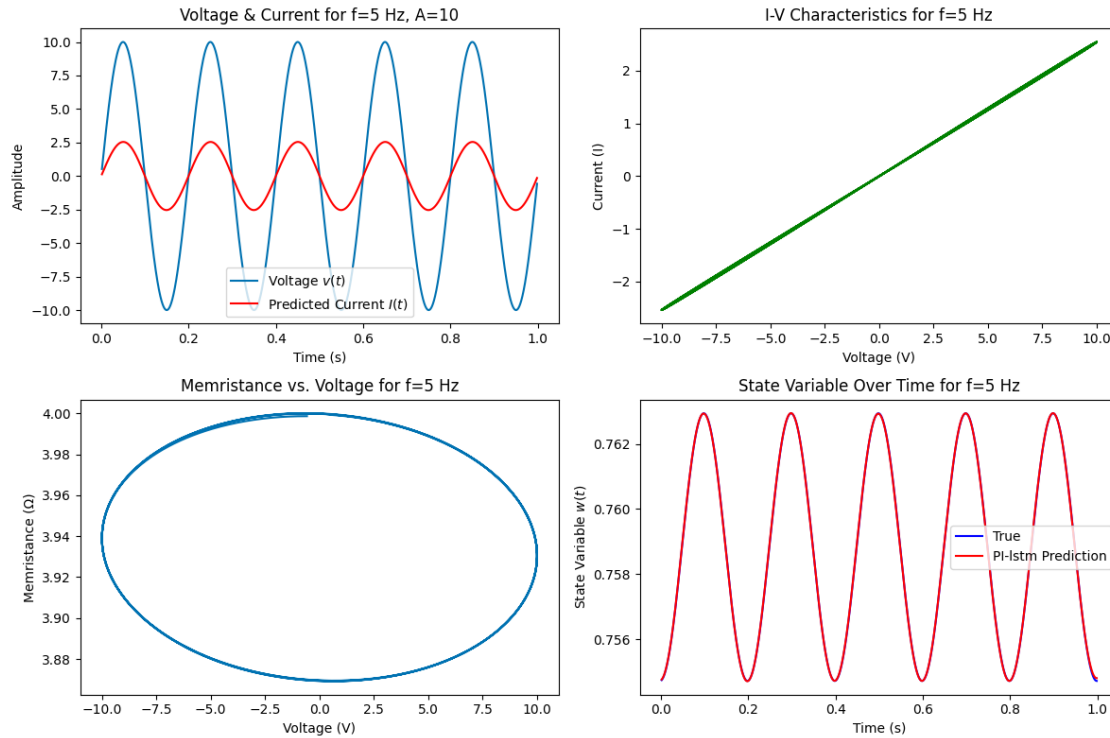 Voltage & Current for f=5 Hz, A=10
10.0
7.5
5.0
2.5
0.0
−2.5
−5.0
−7.5
−10.0
Amplitude
Voltage v(t)
Predicted Current I(t)
0.0 0.2 0.4 0.6 0.8 1.0
Time (s)
I-V Characteristics for f=5 Hz
2
1
0
−1
−2
Current (I)
−10.0 −7.5 −5.0 −2.5 0.0 2.5 5.0 7.5 10.0
Voltage (V)
Memristance vs. Voltage for f=5 Hz
4.00
3.98
3.96
3.94
3.92
3.90
3.88
Memristance (Ω)
−10.0 −7.5 −5.0 −2.5 0.0 2.5 5.0 7.5 10.0
Voltage (V)
State Variable Over Time for f=5 Hz
0.762
0.760
0.758
0.756
State Variable w(t)
True
PI-lstm Prediction
0.0 0.2 0.4 0.6 0.8 1.0
Time (s)